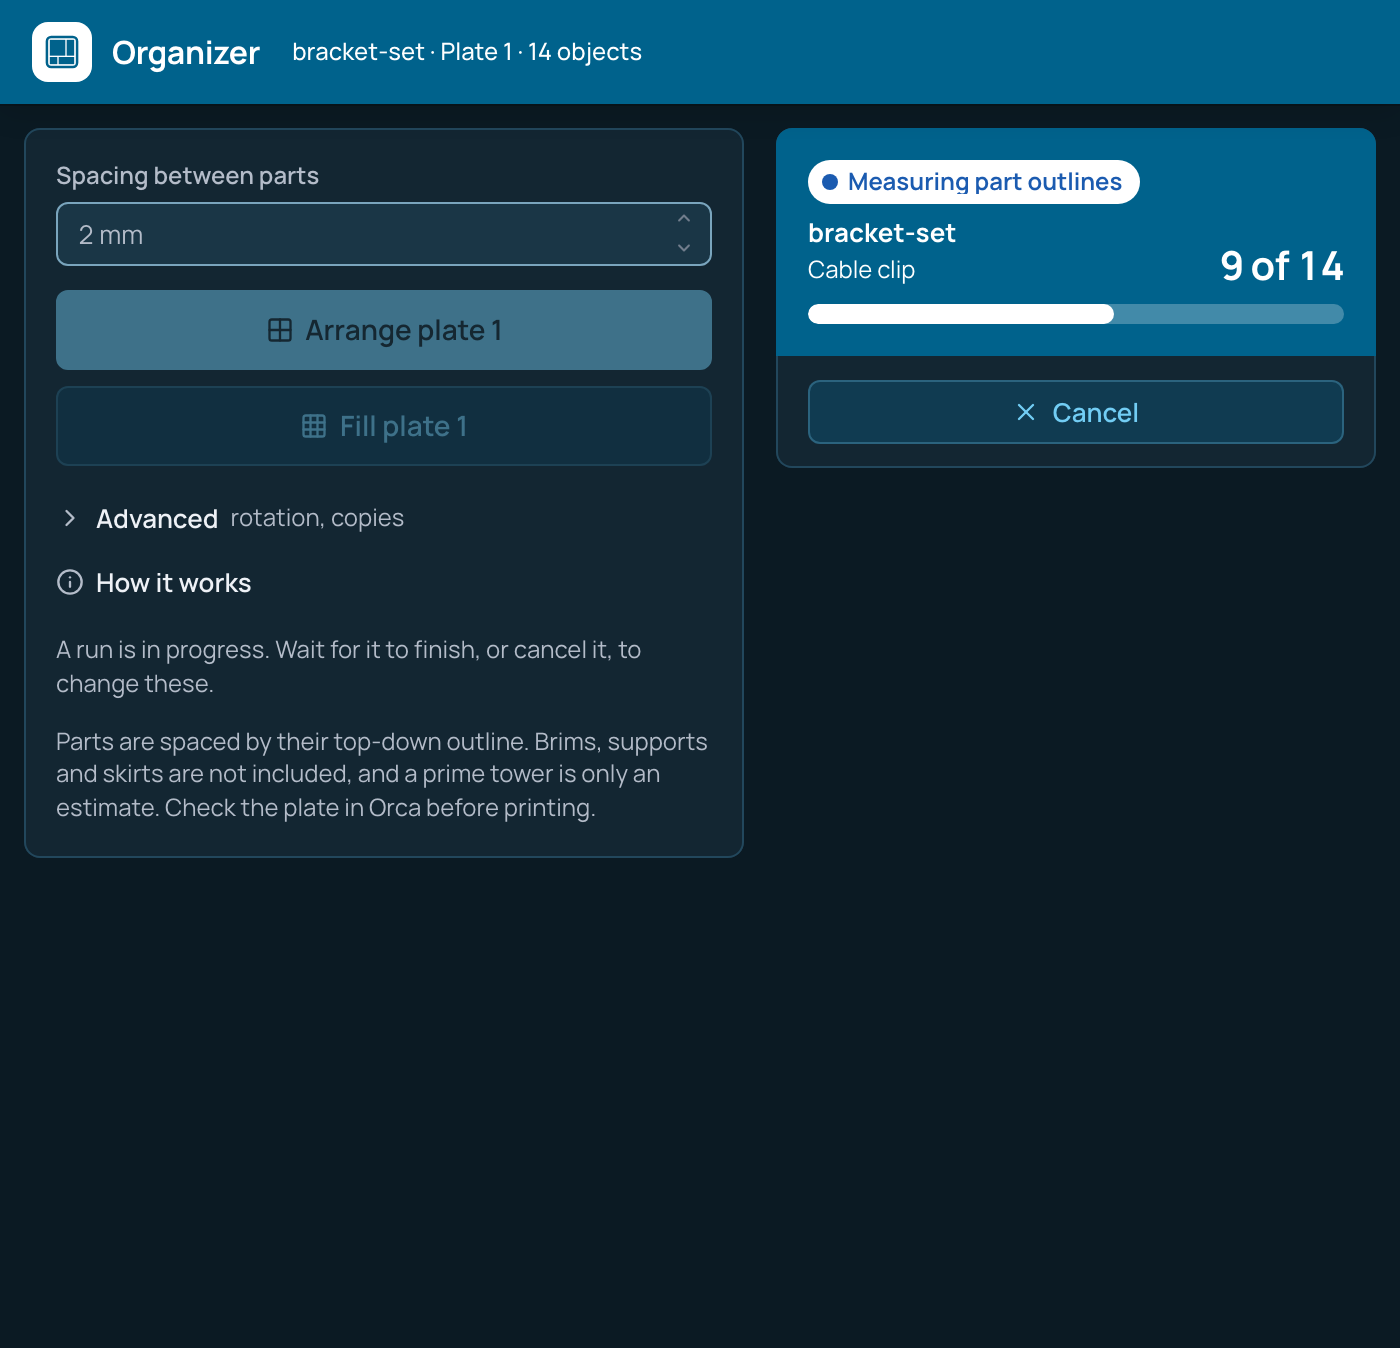 Organizer
bracket-set · Plate 1 · 14 objects
Spacing between parts
2 mm
Arrange plate 1
Fill plate 1
Advanced rotation, copies
How it works
A run is in progress. Wait for it to finish, or cancel it, to
change these.
Parts are spaced by their top-down outline. Brims, supports
and skirts are not included, and a prime tower is only an
estimate. Check the plate in Orca before printing.
Measuring part outlines
bracket-set
Cable clip
9 of 14
Cancel